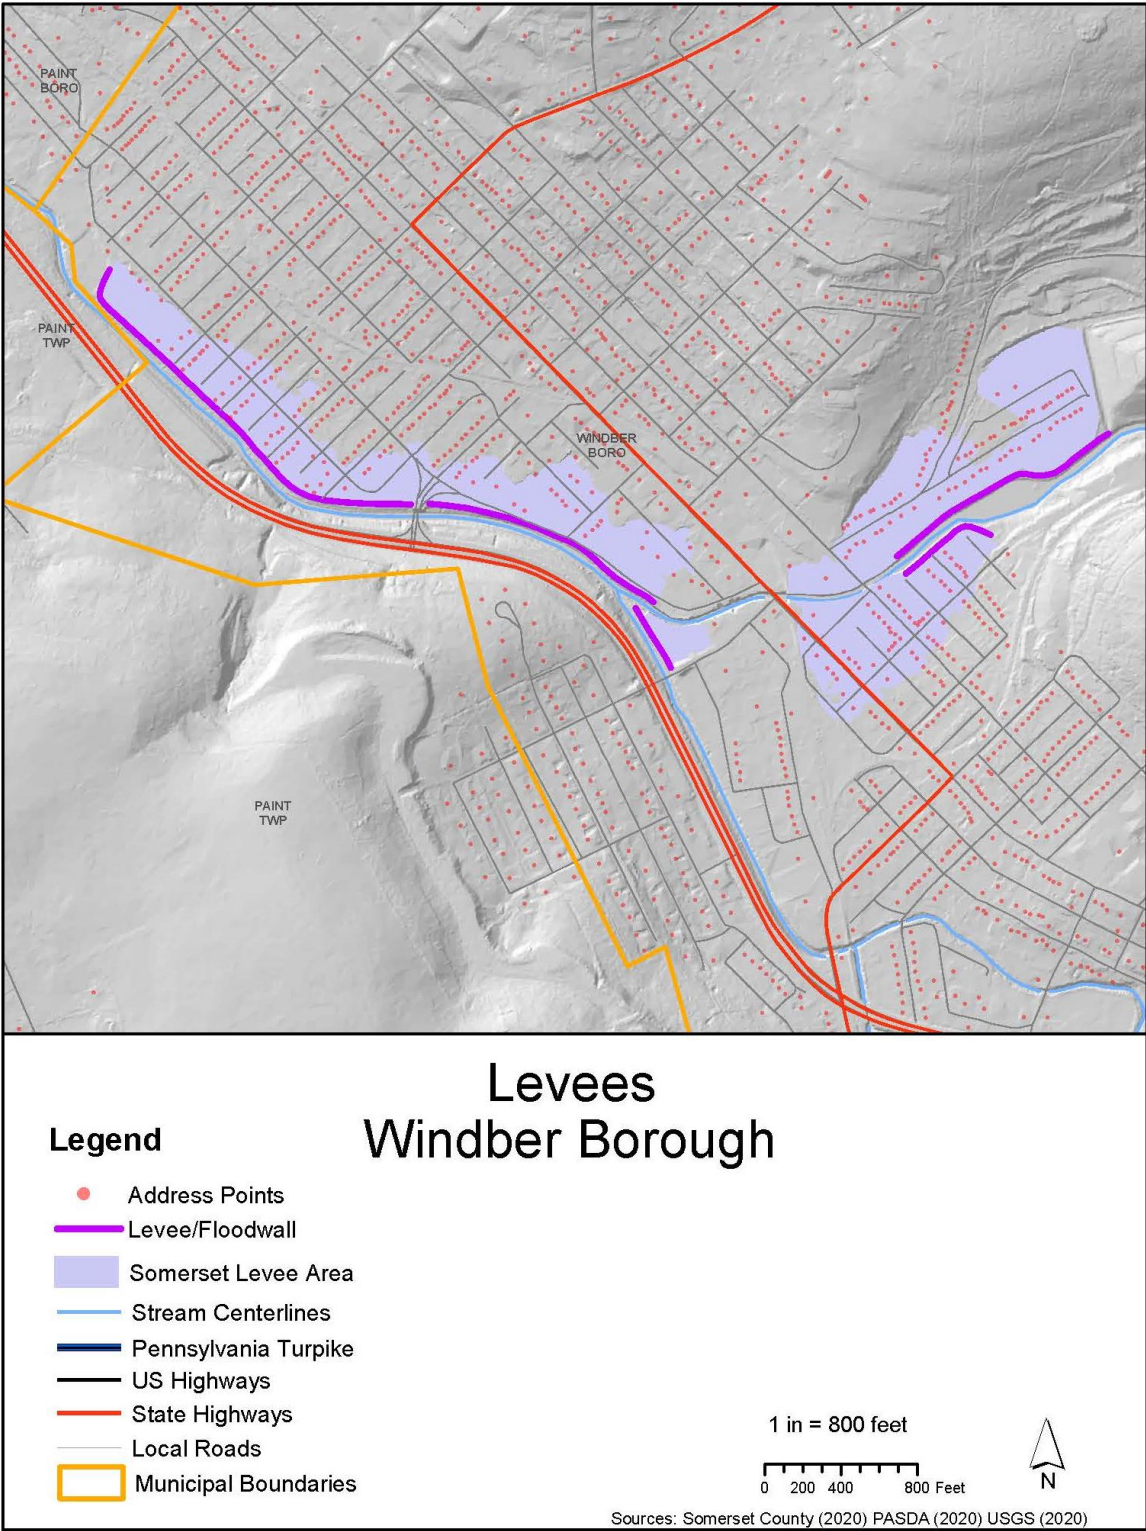 PAINT
BORO
PAINT
TWP
WINDBER
BORO
PAINT
TWP
Levees
Windber Borough
Legend
Address Points
Levee/Floodwall
Somerset Levee Area
Stream Centerlines
Pennsylvania Turpike
US Highways
State Highways
Local Roads
Municipal Boundaries
1 in = 800 feet
0 200 400 800 Feet
N
Sources: Somerset County (2020) PASDA (2020) USGS (2020)